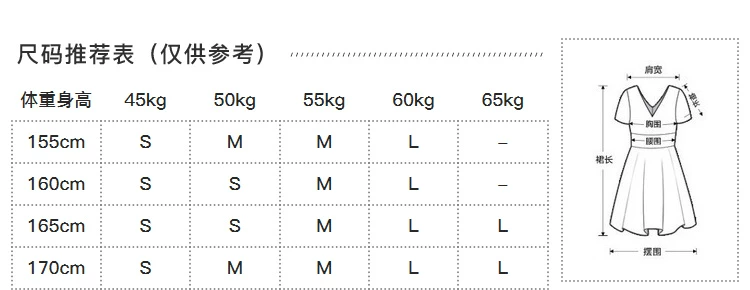 尺码推荐表（仅供参考）
体重身高 45kg 50kg 55kg 60kg 65kg
155cm S M M L –
160cm S S M L –
165cm S S M L L
170cm S M M L L
肩宽
袖长
胸围
腰围
裙长
摆围